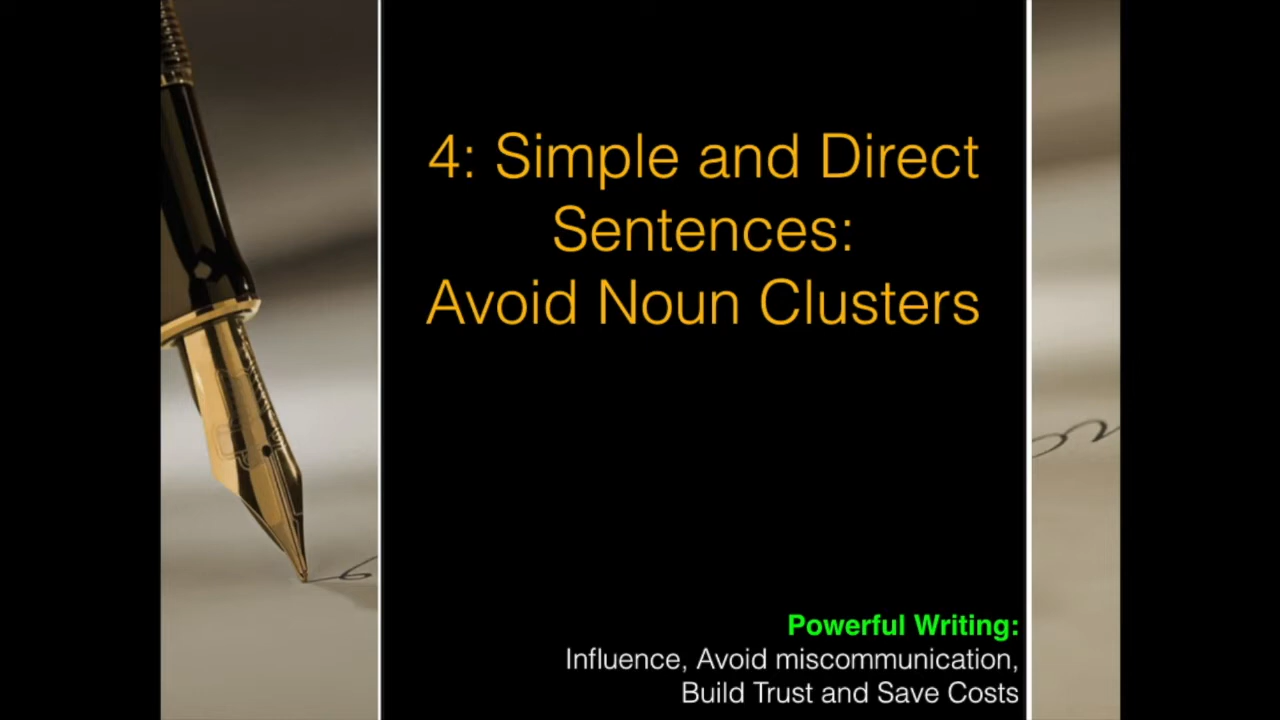 4: Simple and Direct
Sentences:
Avoid Noun Clusters
Powerful Writing:
Influence, Avoid miscommunication,
Build Trust and Save Costs